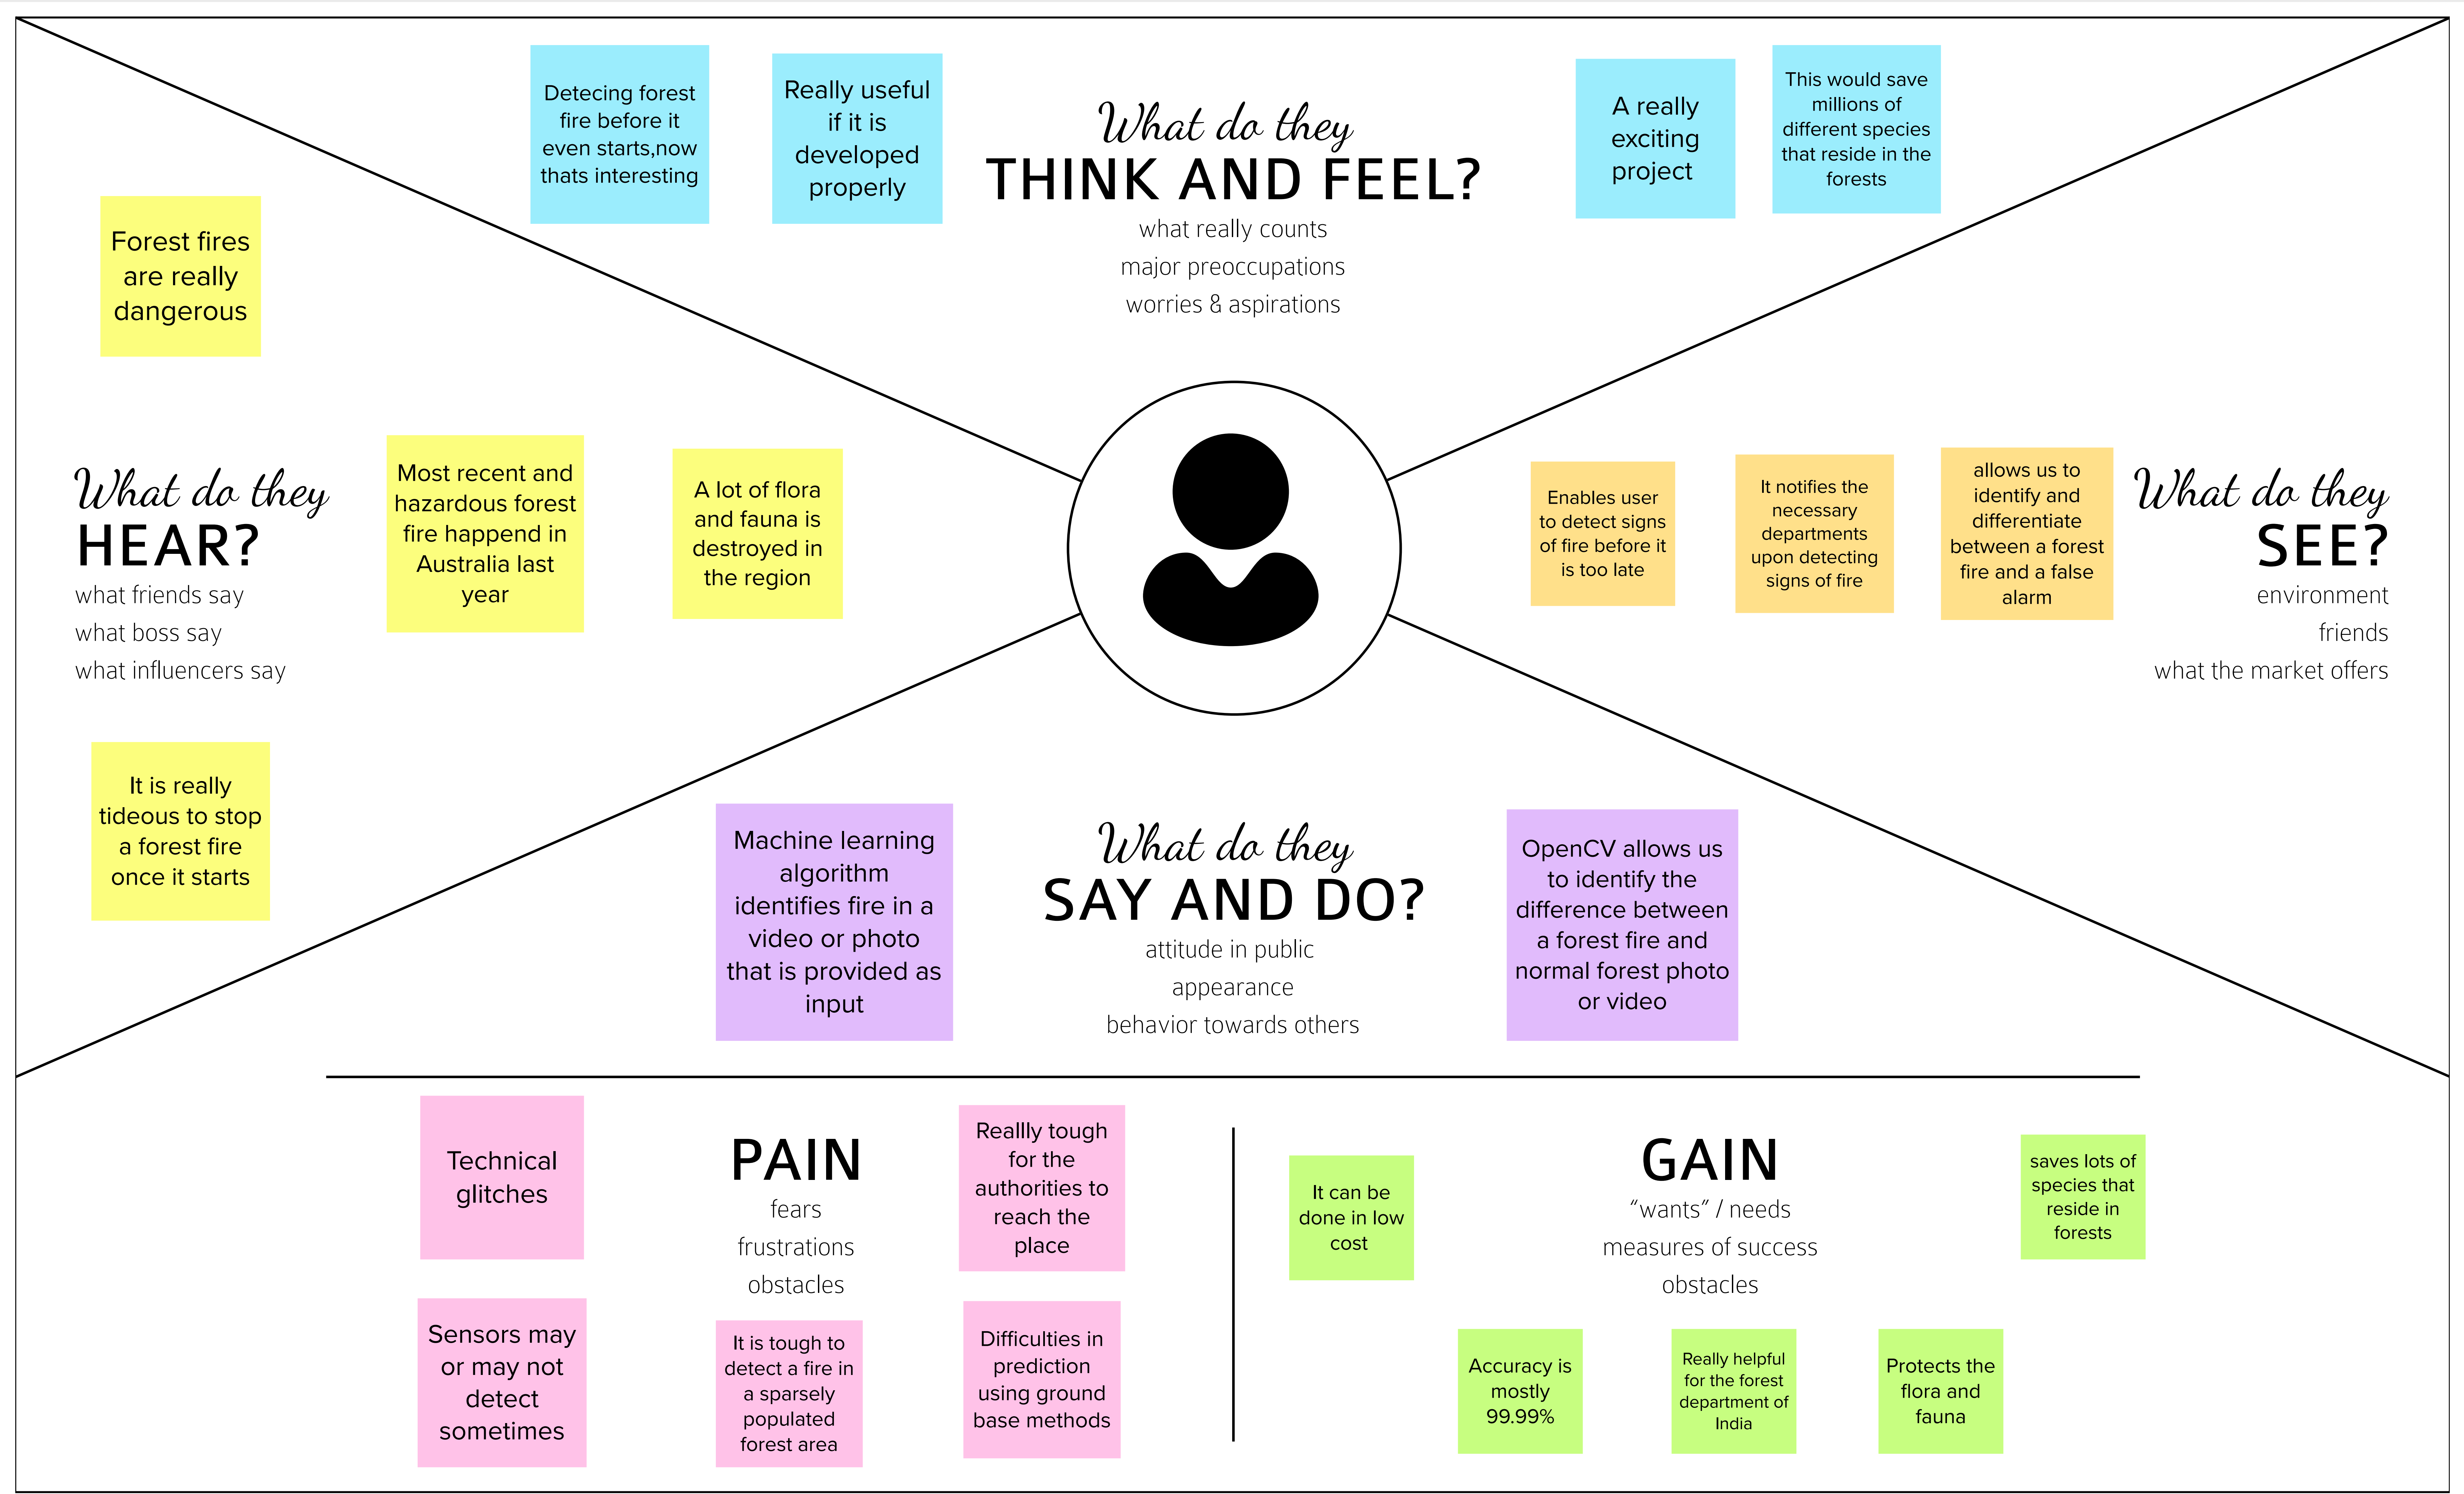 Detecing forest
fire before it
even starts,now
thats interesting
Really useful
if it is
developed
properly
What do they
THINK AND FEEL?
what really counts
major preoccupations
worries & aspirations
A really
exciting
project
This would save
millions of
different species
that reside in the
forests
Forest fires
are really
dangerous
What do they
HEAR?
what friends say
what boss say
what influencers say
Most recent and
hazardous forest
fire happend in
Australia last
year
A lot of flora
and fauna is
destroyed in
the region
It is really
tideous to stop
a forest fire
once it starts
Enables user
to detect signs
of fire before it
is too late
It notifies the
necessary
departments
upon detecting
signs of fire
allows us to
identify and
differentiate
between a forest
fire and a false
alarm
What do they
SEE?
environment
friends
what the market offers
Machine learning
algorithm
identifies fire in a
video or photo
that is provided as
input
What do they
SAY AND DO?
attitude in public
appearance
behavior towards others
OpenCV allows us
to identify the
difference between
a forest fire and
normal forest photo
or video
Technical
glitches
PAIN
fears
frustrations
obstacles
Reallly tough
for the
authorities to
reach the
place
Sensors may
or may not
detect
sometimes
It is tough to
detect a fire in
a sparsely
populated
forest area
Difficulties in
prediction
using ground
base methods
It can be
done in low
cost
GAIN
“wants” / needs
measures of success
obstacles
saves lots of
species that
reside in
forests
Accuracy is
mostly
99.99%
Really helpful
for the forest
department of
India
Protects the
flora and
fauna